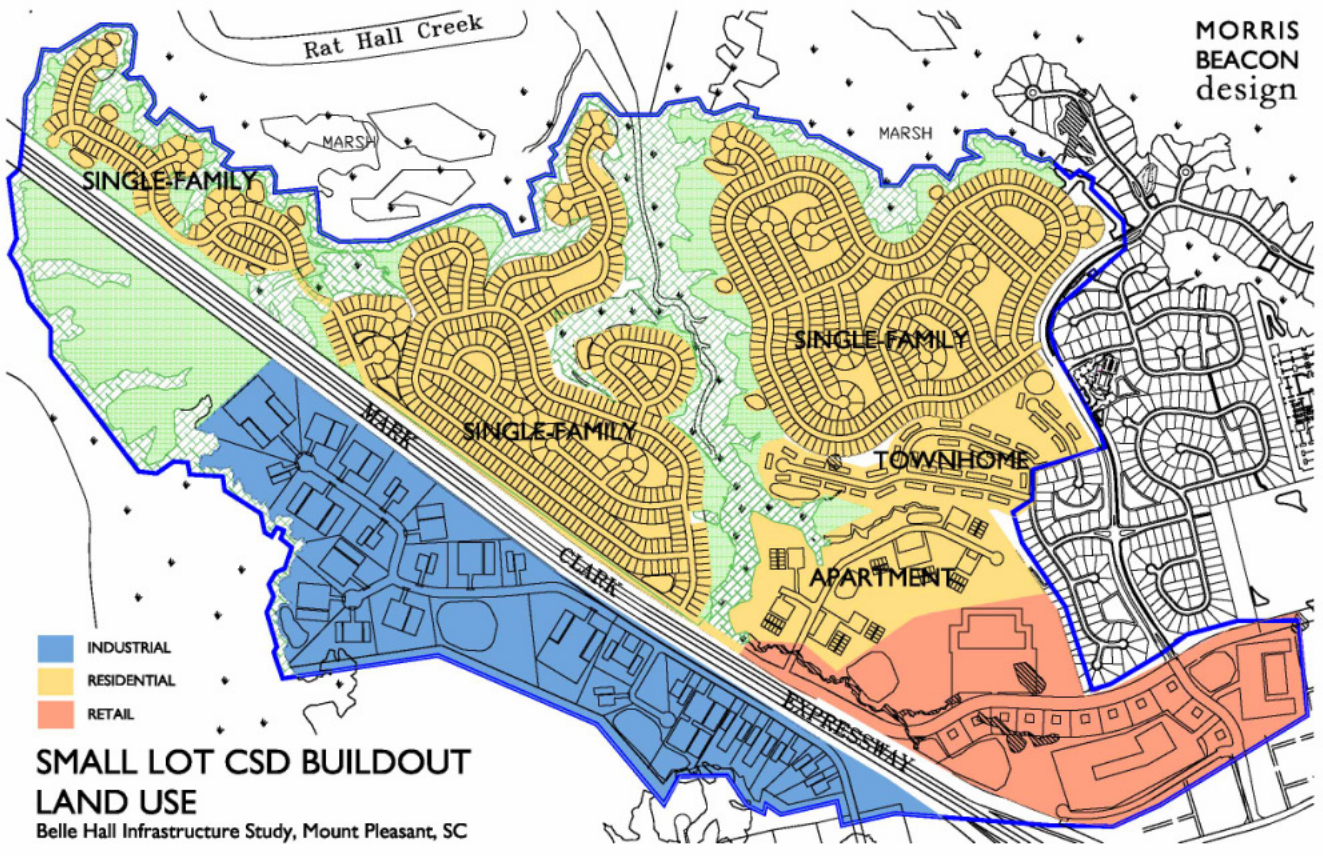 Rat Hall Creek
MORRIS
BEACON
design
MARSH
MARSH
SINGLE-FAMILY
SINGLE-FAMILY
SINGLE-FAMILY
TOWNHOME
APARTMENT
MARK
CLARK
EXPRESSWAY
INDUSTRIAL
RESIDENTIAL
RETAIL
SMALL LOT CSD BUILDOUT
LAND USE
Belle Hall Infrastructure Study, Mount Pleasant, SC